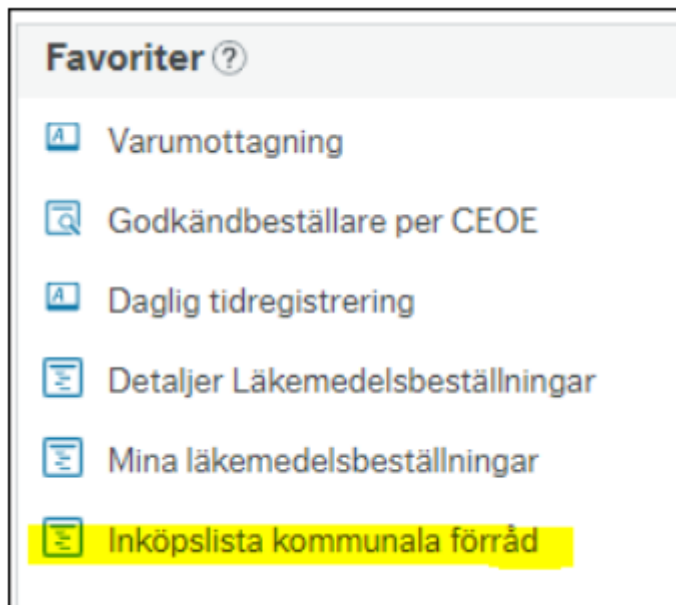 Favoriter ?
Varumottagning
Godkändbeställare per CEOE
Daglig tidregistrering
Detaljer Läkemedelsbeställningar
Mina läkemedelsbeställningar
Inköpslista kommunala förråd